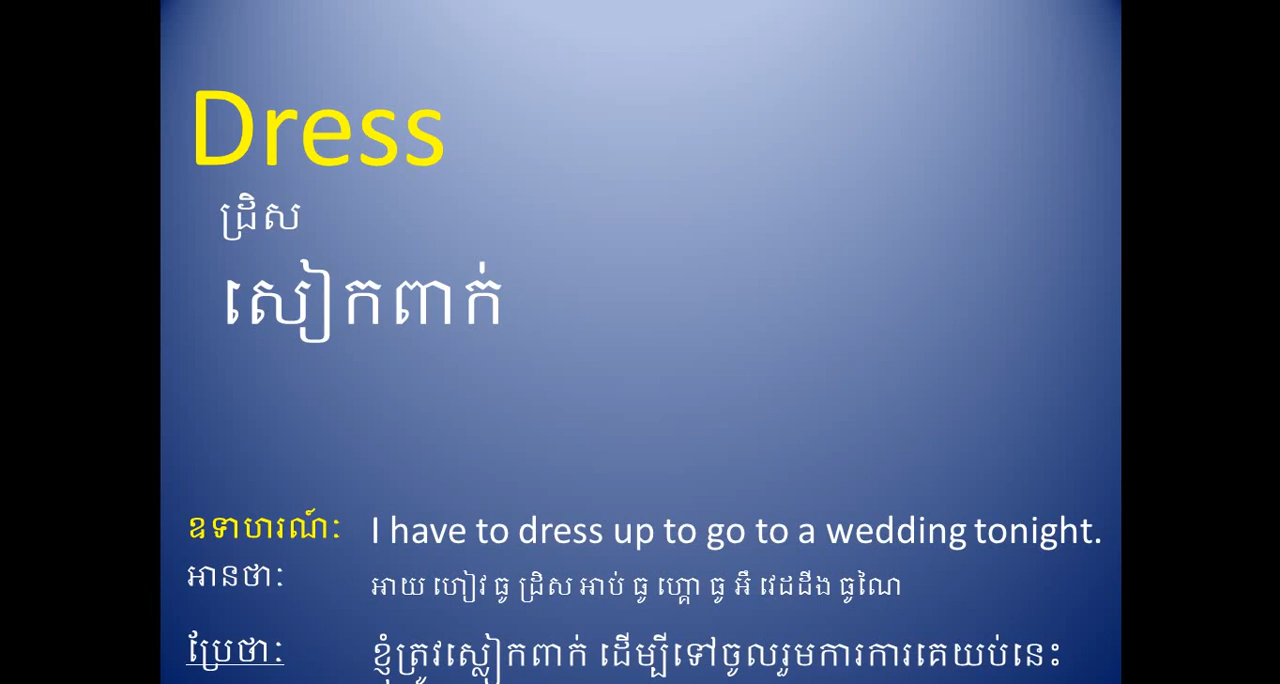 Dress
ដ្រិស
សៀកពាក់
ឧទាហរណ៍ៈ I have to dress up to go to a wedding tonight.
អានថាៈ អាយ ហៀវ ធូ ដ្រិស អាប់ ធូ ហ្គោ ធូ អឺ វេដដីង ធូណៃ
ប្រែថាៈ ខ្ញុំត្រូវស្លៀកពាក់ ដើម្បីទៅចូលរួមការការគេយប់នេះ